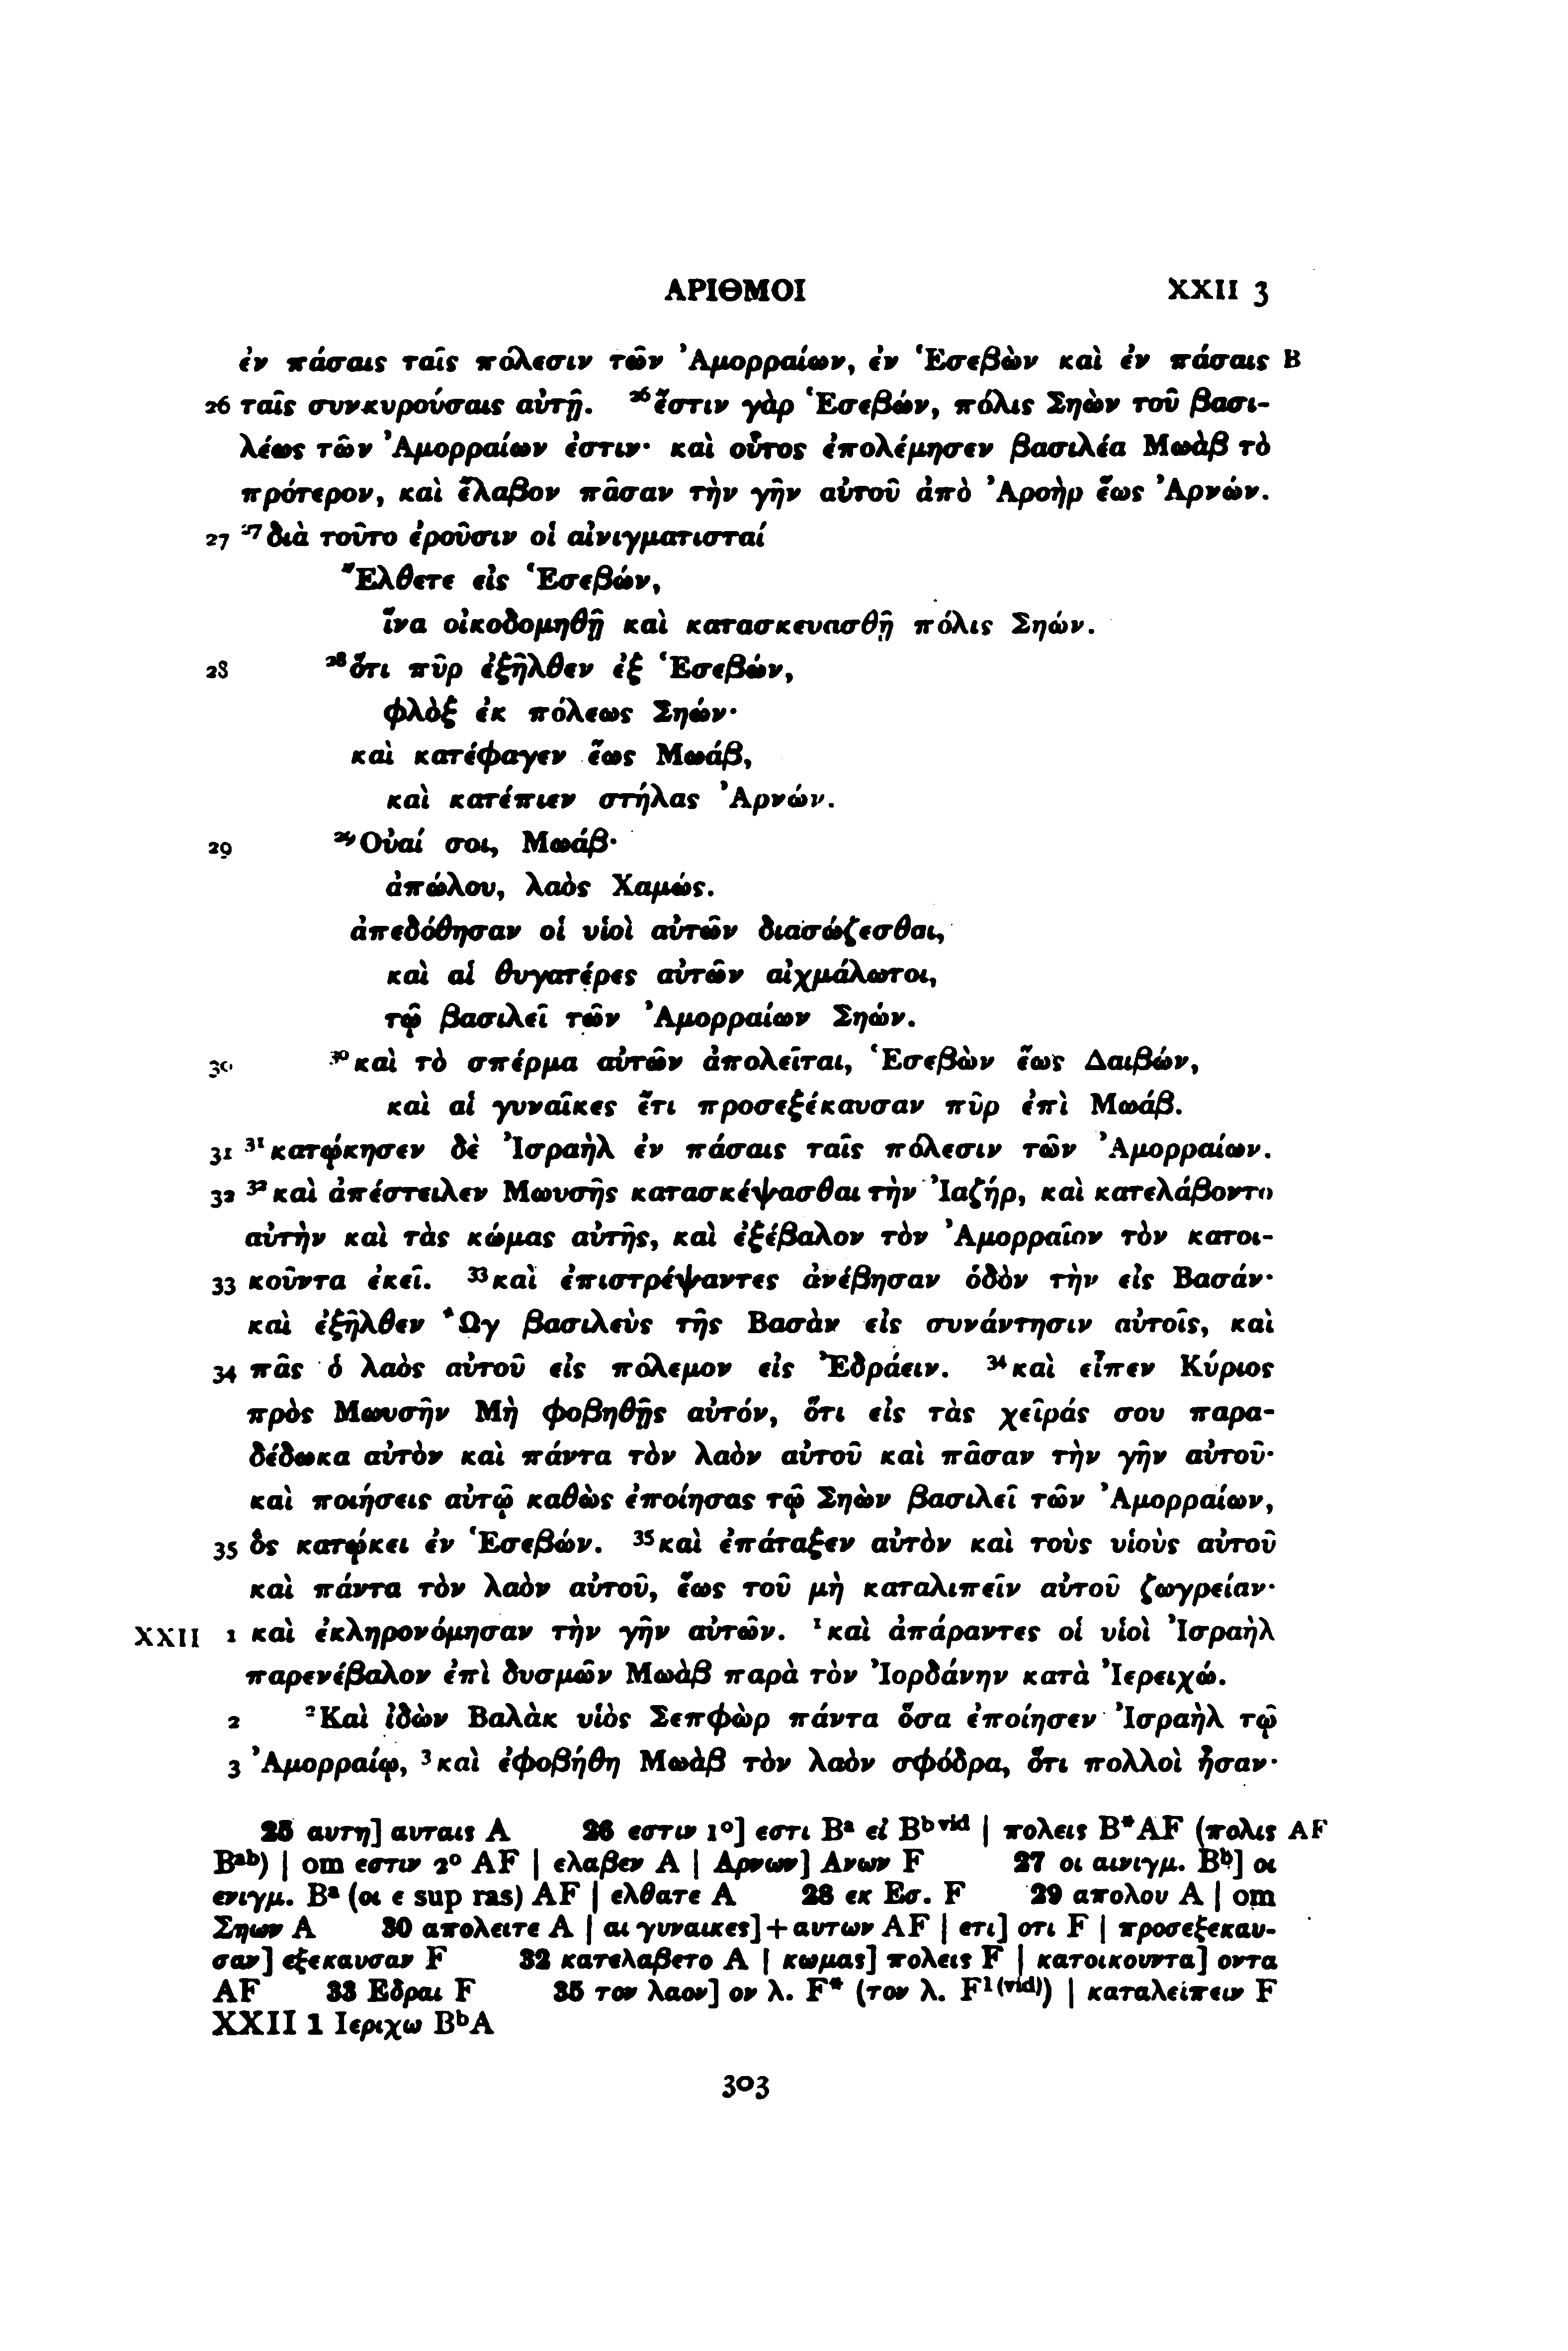 ΑΡΙΘΜΟΙ XXII 3
ἐν πάσαις ταῖς πόλεσιν τῶν Ἀμορραίων, ἐν Ἑσεβὼν καὶ ἐν πάσαις B
26 ταῖς συνκυρούσαις αὐτῇ. ²⁶ἔστιν γὰρ Ἑσεβών, πόλις Σηὼν τοῦ βασι-
λέως τῶν Ἀμορραίων ἐστιν· καὶ οὗτος ἐπολέμησεν βασιλέα Μωὰβ τὸ
πρότερον, καὶ ἔλαβον πᾶσαν τὴν γῆν αὐτοῦ ἀπὸ Ἀροὴρ ἕως Ἀρνών.
27 ²⁷διὰ τοῦτο ἐροῦσιν οἱ αἰνιγματισταί
Ἔλθετε εἰς Ἑσεβών,
ἵνα οἰκοδομηθῇ καὶ κατασκευασθῇ πόλις Σηών.
28 ²⁸ὅτι πῦρ ἐξῆλθεν ἐξ Ἑσεβών,
φλὸξ ἐκ πόλεως Σηών·
καὶ κατέφαγεν ἕως Μωάβ,
καὶ κατέπιεν στήλας Ἀρνών.
29 ²⁹Οὐαί σοι, Μωάβ·
ἀπώλου, λαὸς Χαμώς.
ἀπεδόθησαν οἱ υἱοὶ αὐτῶν διασώζεσθαι,
καὶ αἱ θυγατέρες αὐτῶν αἰχμάλωτοι,
τῷ βασιλεῖ τῶν Ἀμορραίων Σηών.
30 ³⁰καὶ τὸ σπέρμα αὐτῶν ἀπολεῖται, Ἑσεβὼν ἕως Δαιβών,
καὶ αἱ γυναῖκες ἔτι προσεξέκαυσαν πῦρ ἐπὶ Μωάβ.
31 ³¹κατῴκησεν δὲ Ἰσραὴλ ἐν πάσαις ταῖς πόλεσιν τῶν Ἀμορραίων.
32 ³²καὶ ἀπέστειλεν Μωυσῆς κατασκέψασθαι τὴν Ἰαζήρ, καὶ κατελάβοντο
αὐτὴν καὶ τὰς κώμας αὐτῆς, καὶ ἐξέβαλον τὸν Ἀμορραῖον τὸν κατοι-
33 κοῦντα ἐκεῖ. ³³καὶ ἐπιστρέψαντες ἀνέβησαν ὁδὸν τὴν εἰς Βασάν·
καὶ ἐξῆλθεν Ὢγ βασιλεὺς τῆς Βασὰν εἰς συνάντησιν αὐτοῖς, καὶ
34 πᾶς ὁ λαὸς αὐτοῦ εἰς πόλεμον εἰς Ἐδράειν. ³⁴καὶ εἶπεν Κύριος
πρὸς Μωυσῆν Μὴ φοβηθῇς αὐτόν, ὅτι εἰς τὰς χεῖράς σου παρα-
δέδωκα αὐτὸν καὶ πάντα τὸν λαὸν αὐτοῦ καὶ πᾶσαν τὴν γῆν αὐτοῦ·
καὶ ποιήσεις αὐτῷ καθὼς ἐποίησας τῷ Σηὼν βασιλεῖ τῶν Ἀμορραίων,
35 ὃς κατῴκει ἐν Ἑσεβών. ³⁵καὶ ἐπάταξεν αὐτὸν καὶ τοὺς υἱοὺς αὐτοῦ
καὶ πάντα τὸν λαὸν αὐτοῦ, ἕως τοῦ μὴ καταλιπεῖν αὐτοῦ ζωγρείαν·
XXII 1 καὶ ἐκληρονόμησαν τὴν γῆν αὐτῶν. ¹καὶ ἀπάραντες οἱ υἱοὶ Ἰσραὴλ
παρενέβαλον ἐπὶ δυσμῶν Μωὰβ παρὰ τὸν Ἰορδάνην κατὰ Ἰερειχώ.
2 ²Καὶ ἰδὼν Βαλὰκ υἱὸς Σεπφὼρ πάντα ὅσα ἐποίησεν Ἰσραὴλ τῷ
3 Ἀμορραίῳ, ³καὶ ἐφοβήθη Μωὰβ τὸν λαὸν σφόδρα, ὅτι πολλοὶ ἦσαν·
25 αυτη] αυταις A 26 εστιν 1º] εστι Bᵃ εἰ Bᵇᵛⁱᵈ | πολεις B*AF (πολις AF
Bᵃᵇ) | om εστιν 2º AF | ελαβεν A | Αρνων] Ανων F 27 οι αινιγμ. Bᵇ] οι
ενιγμ. Bᵃ (οι ε sup ras) AF | ελθατε A 28 εκ Εσ. F 29 απολου A | om
Σηων A 30 απολειτε A | αι γυναικες]+αυτων AF | ετι] οτι F | προσεξεκαυ-
σαν] εξεκαυσαν F 32 κατελαβετο A | κωμας] πολεις F | κατοικουντα] οντα
AF 33 Εδραι F 35 τον λαον] ον λ. F* (τον λ. F¹⁽ᵛⁱᵈ⁾) | καταλείπειν F
XXII 1 Ιεριχω BᵇA
303